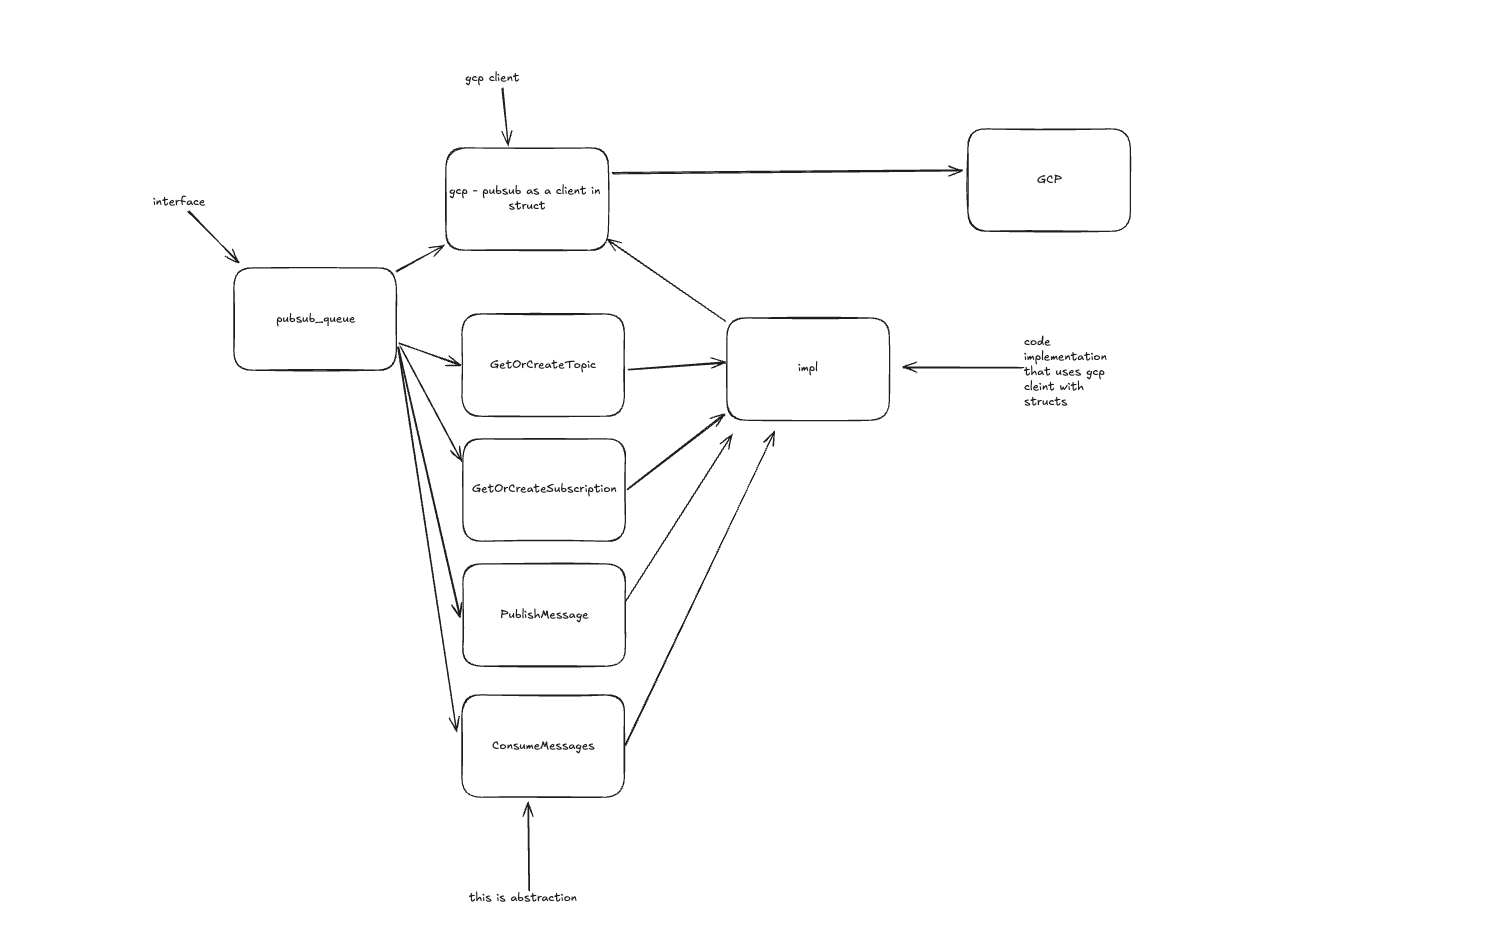 gcp client
gcp - pubsub as a client in
struct
GCP
interface
pubsub_queue
GetOrCreateTopic
impl
code
implementation
that uses gcp
cleint with
structs
GetOrCreateSubscription
PublishMessage
ConsumeMessages
this is abstraction